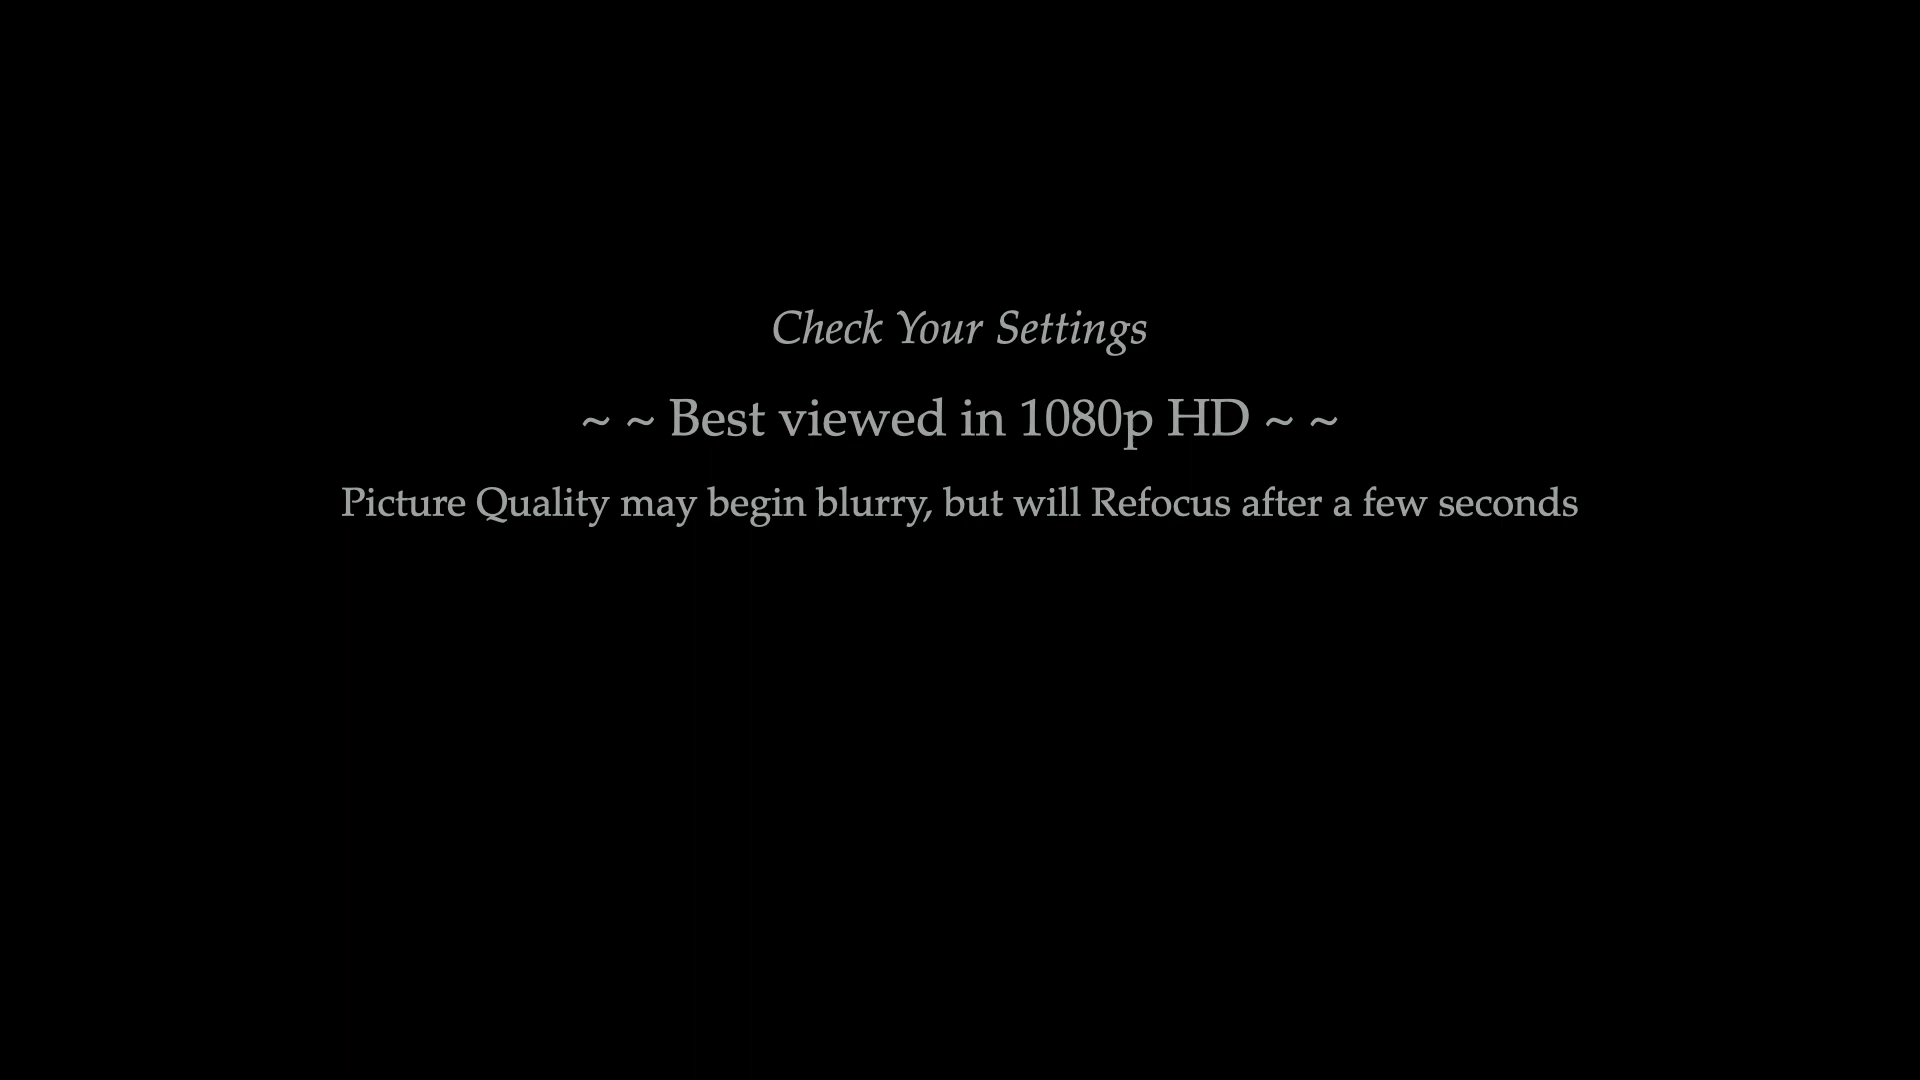 Check Your Settings
~ ~ Best viewed in 1080p HD ~ ~
Picture Quality may begin blurry, but will Refocus after a few seconds